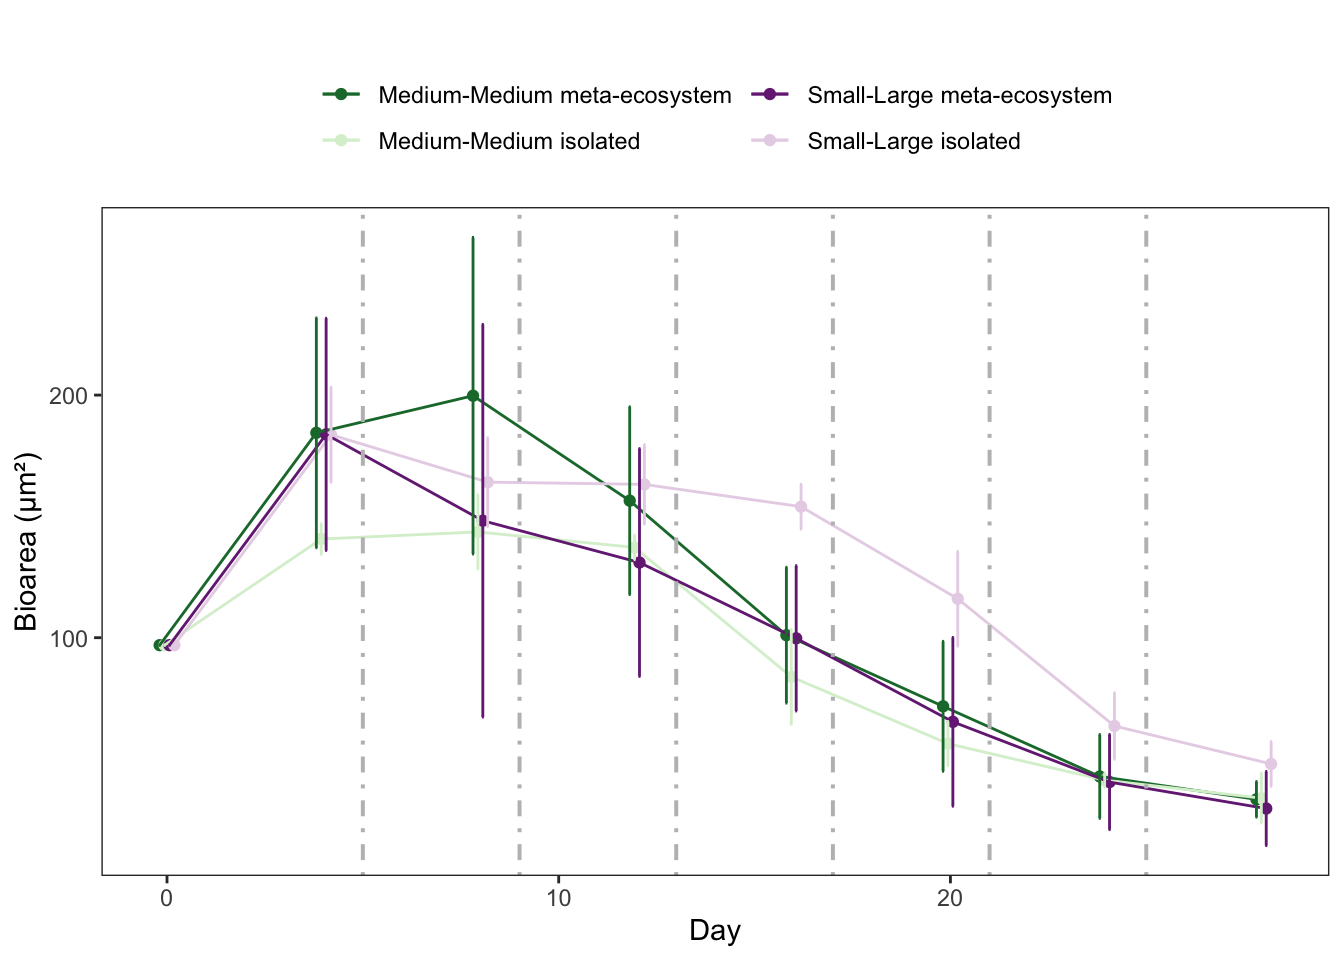 Medium-Medium meta-ecosystem
Small-Large meta-ecosystem
Medium-Medium isolated
Small-Large isolated
Bioarea (µm²)
200
100
0
10
20
Day